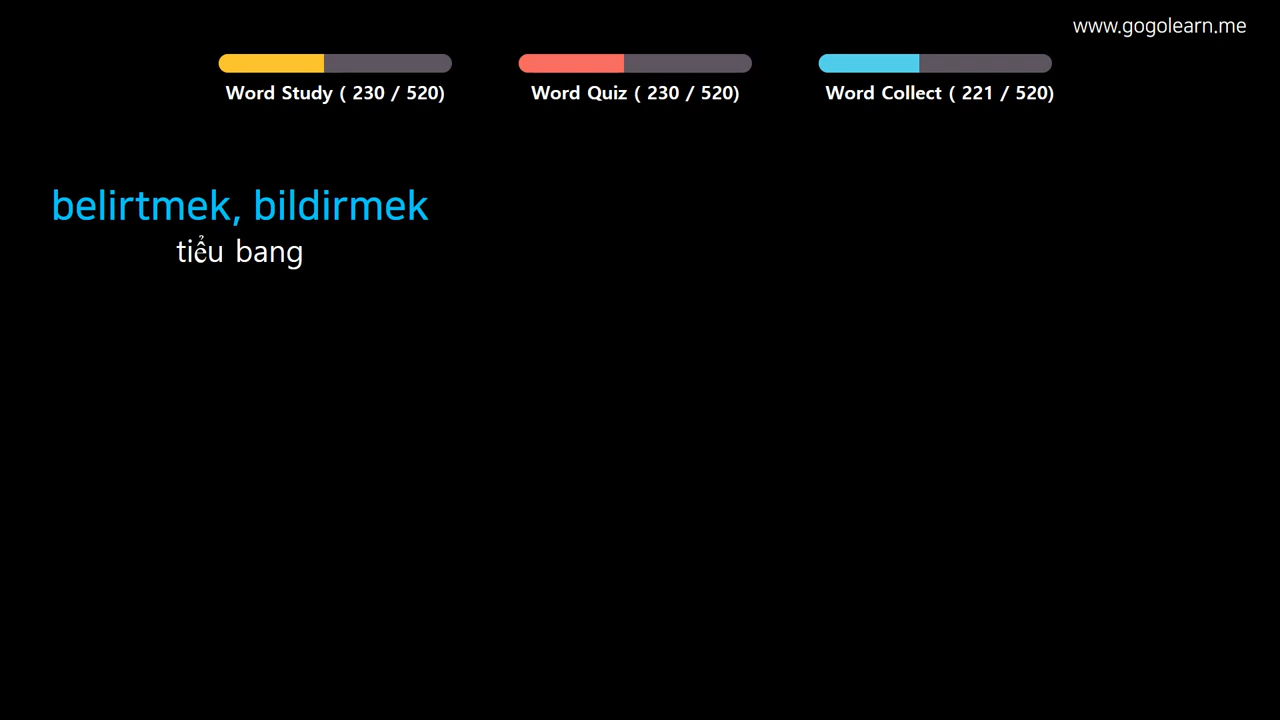 www.gogolearn.me
Word Study ( 230 / 520)
Word Quiz ( 230 / 520)
Word Collect ( 221 / 520)
belirtmek, bildirmek
tiểu bang